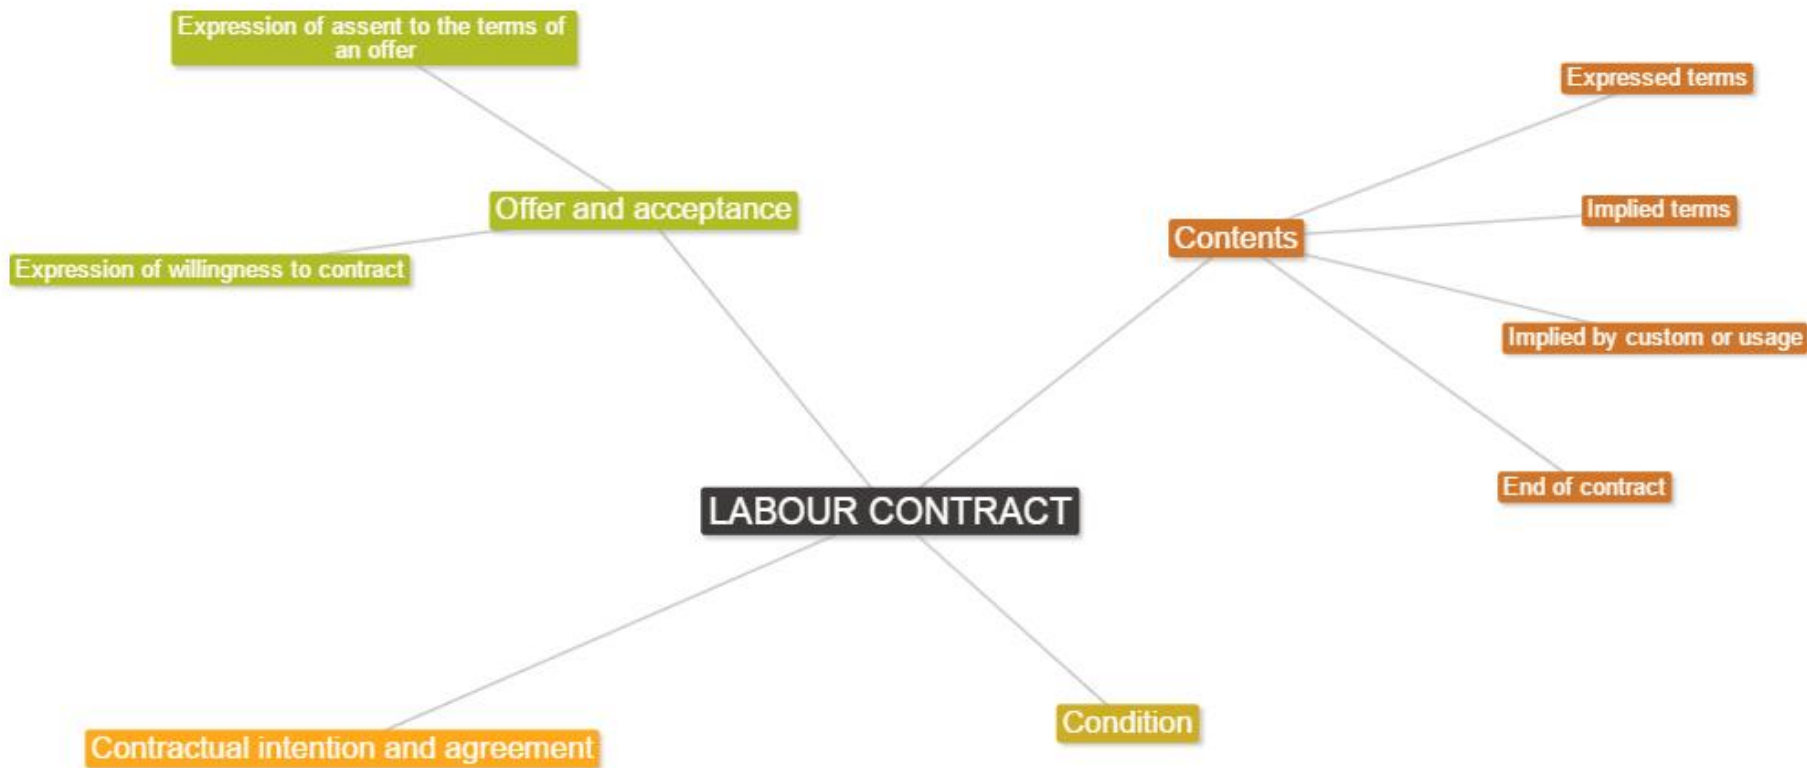 Expression of assent to the terms of
an offer
Expressed terms
Offer and acceptance
Implied terms
Contents
Expression of willingness to contract
Implied by custom or usage
End of contract
LABOUR CONTRACT
Condition
Contractual intention and agreement